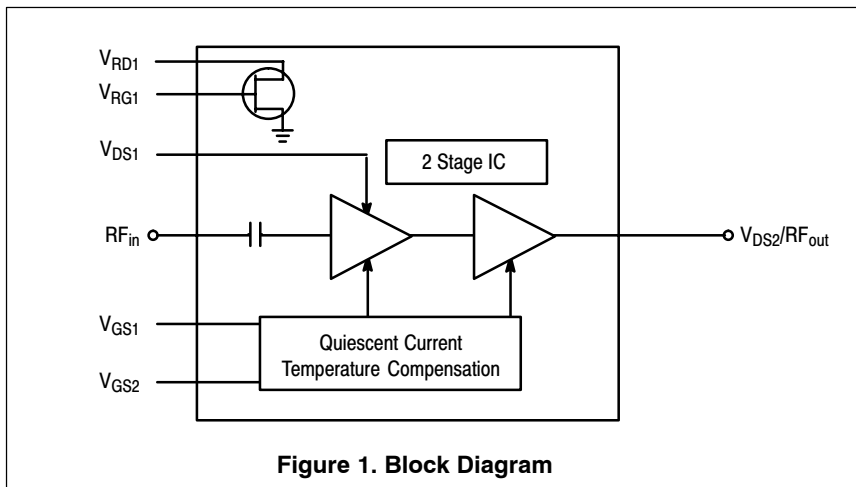 V_RD1
V_RG1
V_DS1
2 Stage IC
RF_in
V_DS2/RF_out
V_GS1
Quiescent Current
Temperature Compensation
V_GS2
Figure 1. Block Diagram